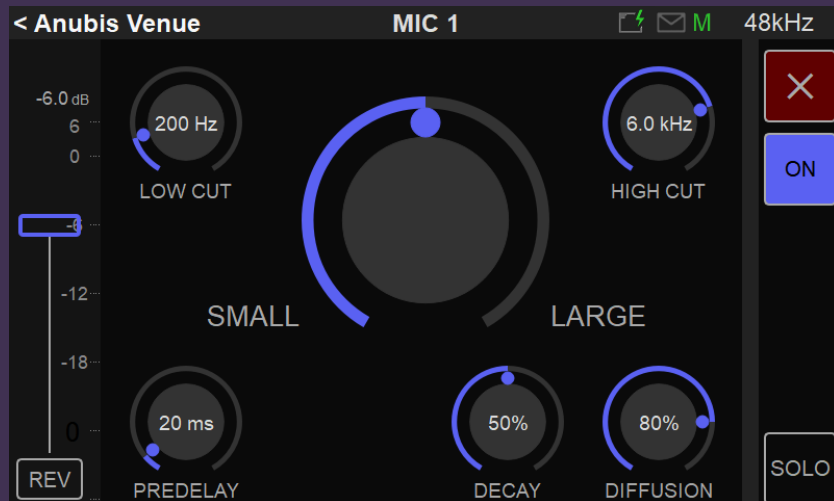 < Anubis Venue MIC 1 M 48kHz
-6.0 dB
6
0
-6
-12
-18
0
REV
200 Hz
LOW CUT
6.0 kHz
HIGH CUT
SMALL LARGE
20 ms
PREDELAY
50%
DECAY
80%
DIFFUSION
ON
SOLO